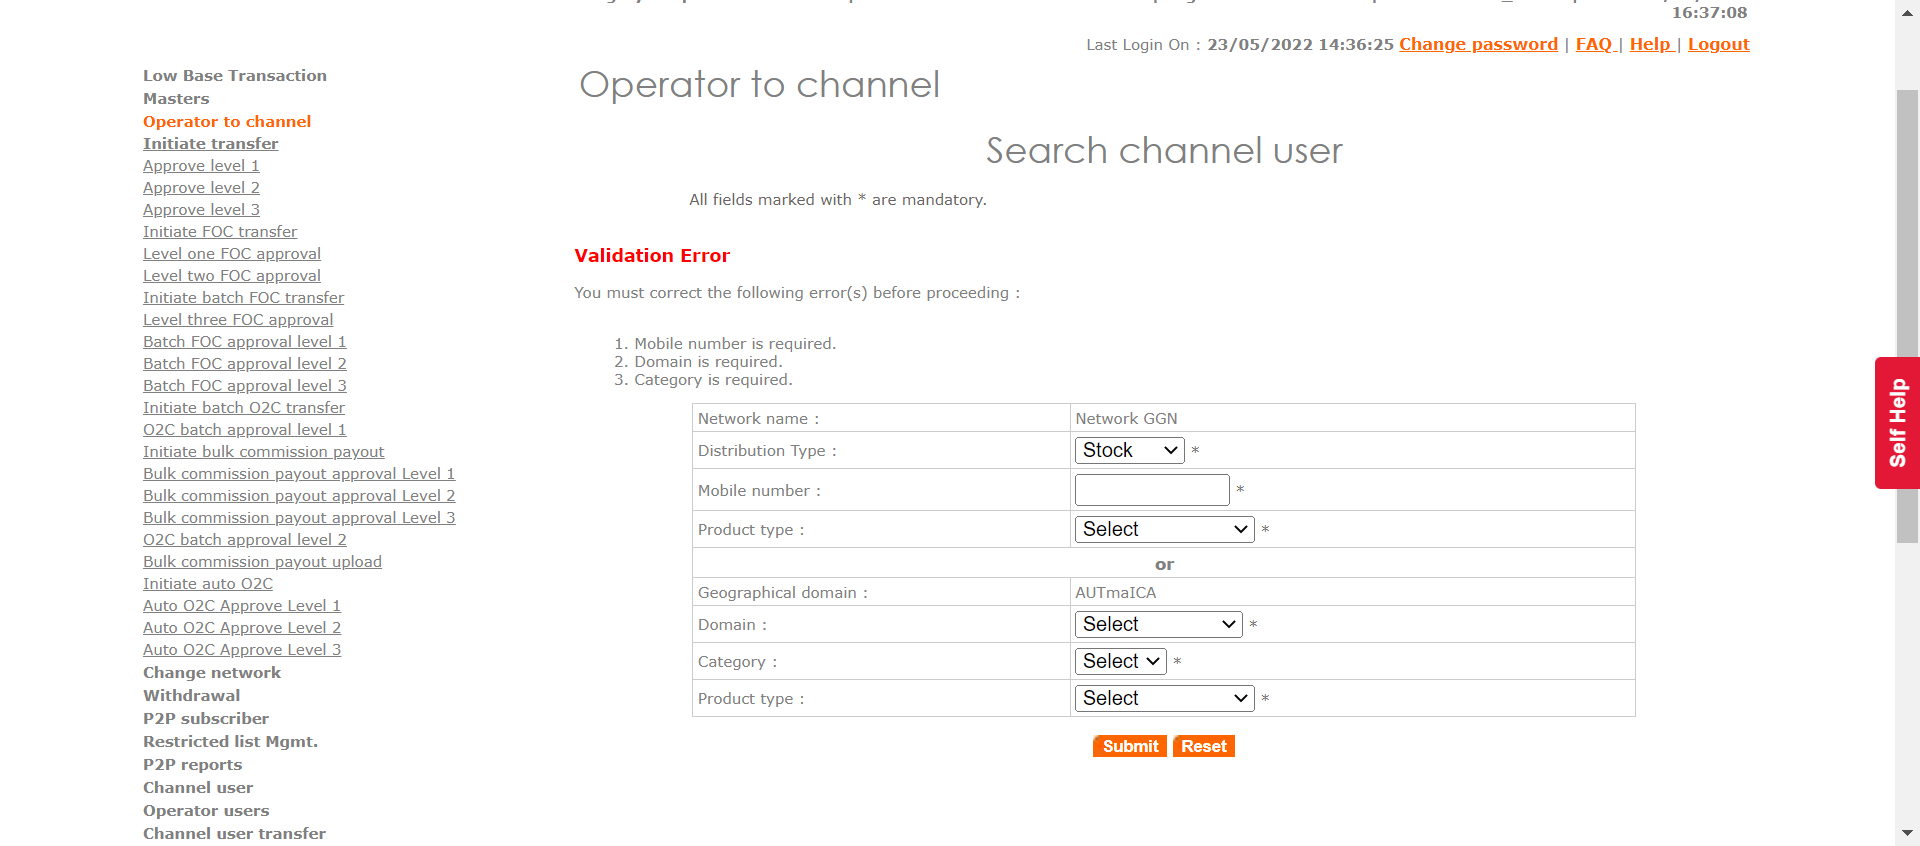 16:37:08
Last Login On : 23/05/2022 14:36:25 Change password | FAQ | Help | Logout
Low Base Transaction
Masters
Operator to channel
Initiate transfer
Approve level 1
Approve level 2
Approve level 3
Initiate FOC transfer
Level one FOC approval
Level two FOC approval
Initiate batch FOC transfer
Level three FOC approval
Batch FOC approval level 1
Batch FOC approval level 2
Batch FOC approval level 3
Initiate batch O2C transfer
O2C batch approval level 1
Initiate bulk commission payout
Bulk commission payout approval Level 1
Bulk commission payout approval Level 2
Bulk commission payout approval Level 3
O2C batch approval level 2
Bulk commission payout upload
Initiate auto O2C
Auto O2C Approve Level 1
Auto O2C Approve Level 2
Auto O2C Approve Level 3
Change network
Withdrawal
P2P subscriber
Restricted list Mgmt.
P2P reports
Channel user
Operator users
Channel user transfer
Operator to channel
Search channel user
All fields marked with * are mandatory.
Validation Error
You must correct the following error(s) before proceeding :
1. Mobile number is required.
2. Domain is required.
3. Category is required.
Network name : Network GGN
Distribution Type : Stock *
Mobile number : *
Product type : Select *
or
Geographical domain : AUTmaICA
Domain : Select *
Category : Select *
Product type : Select *
Submit Reset
Self Help